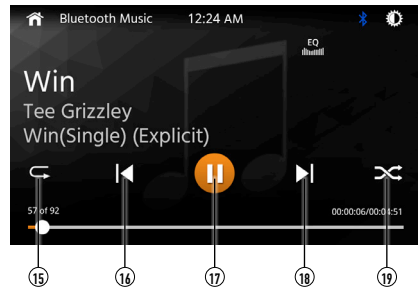 Bluetooth Music 12:24 AM
EQ
Win
Tee Grizzley
Win(Single) (Explicit)
57 of 92 00:00:06/00:04:51
15 16 17 18 19